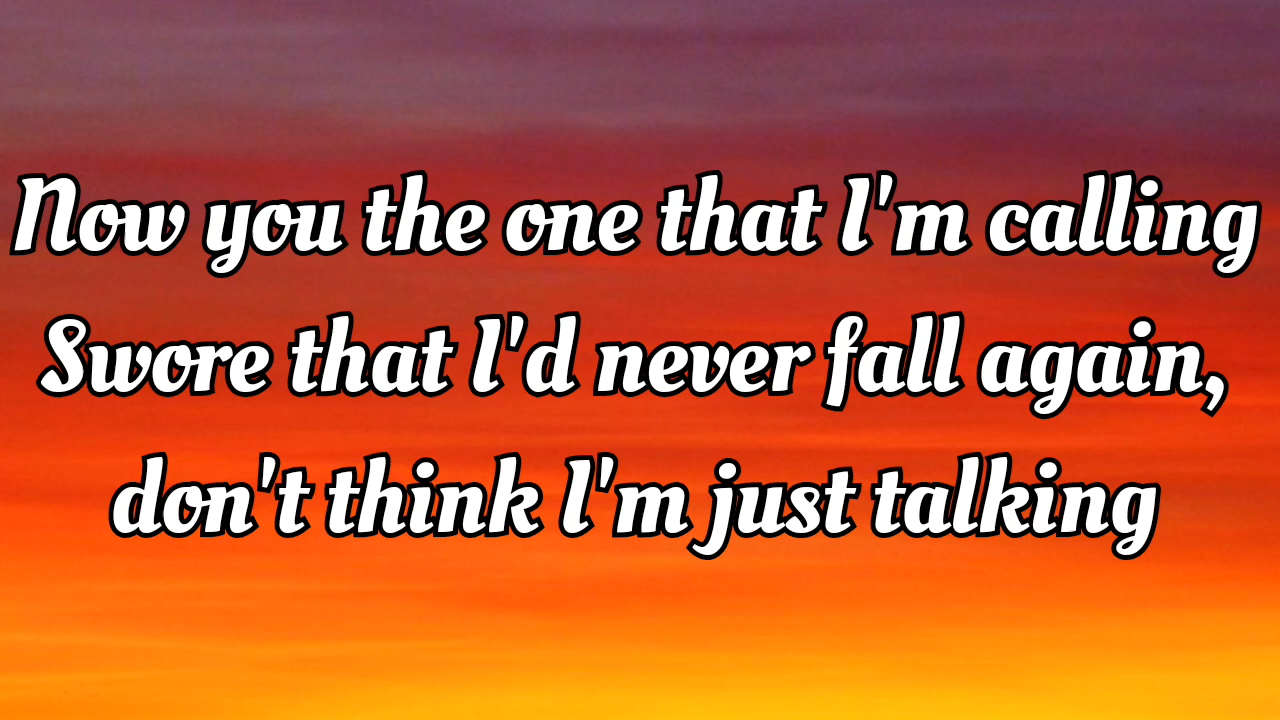 Now you the one that I'm calling
Swore that I'd never fall again,
don't think I'm just talking